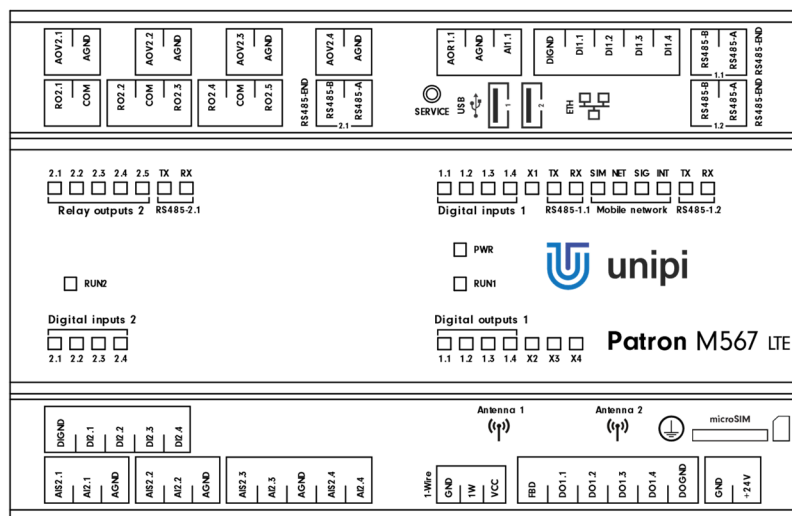 AOV2.1 AGND AOV2.2 AGND AOV2.3 AGND AOV2.4 AGND AOR1.1 AGND AI1.1 DIGND DI1.1 DI1.2 DI1.3 DI1.4 RS485-B RS485-A RS485-END
1.1
RO2.1 COM RO2.2 COM RO2.3 RO2.4 COM RO2.5 RS485-END RS485-B RS485-A SERVICE USB 1 2 ETH RS485-B RS485-A RS485-END
2.1 1.2
2.1 2.2 2.3 2.4 2.5 TX RX 1.1 1.2 1.3 1.4 X1 TX RX SIM NET SIG INT TX RX
Relay outputs 2 RS485-2.1 Digital inputs 1 RS485-1.1 Mobile network RS485-1.2
PWR
unipi
RUN2 RUN1
Digital inputs 2 Digital outputs 1
Patron M567 LTE
2.1 2.2 2.3 2.4 1.1 1.2 1.3 1.4 X2 X3 X4
Antenna 1 Antenna 2 microSIM
DIGND DI2.1 DI2.2 DI2.3 DI2.4
AIS2.1 AI2.1 AGND AIS2.2 AI2.2 AGND AIS2.3 AI2.3 AGND AIS2.4 AI2.4 1-Wire GND 1W VCC FBD DO1.1 DO1.2 DO1.3 DO1.4 DOGND GND +24V